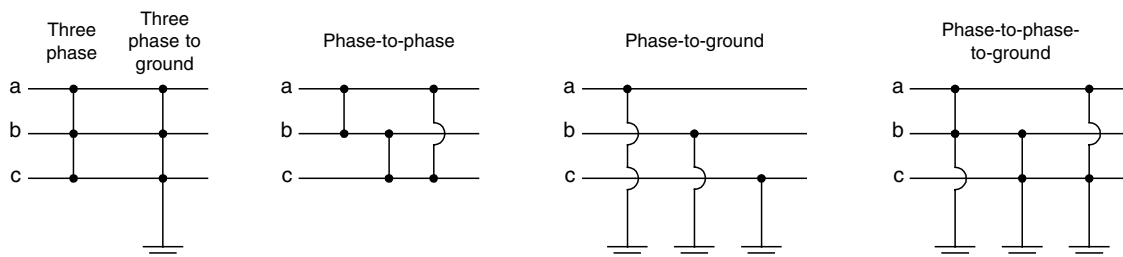 Three
phase
Three
phase to
ground
a
b
c
Phase-to-phase
a
b
c
Phase-to-ground
a
b
c
Phase-to-phase-
to-ground
a
b
c